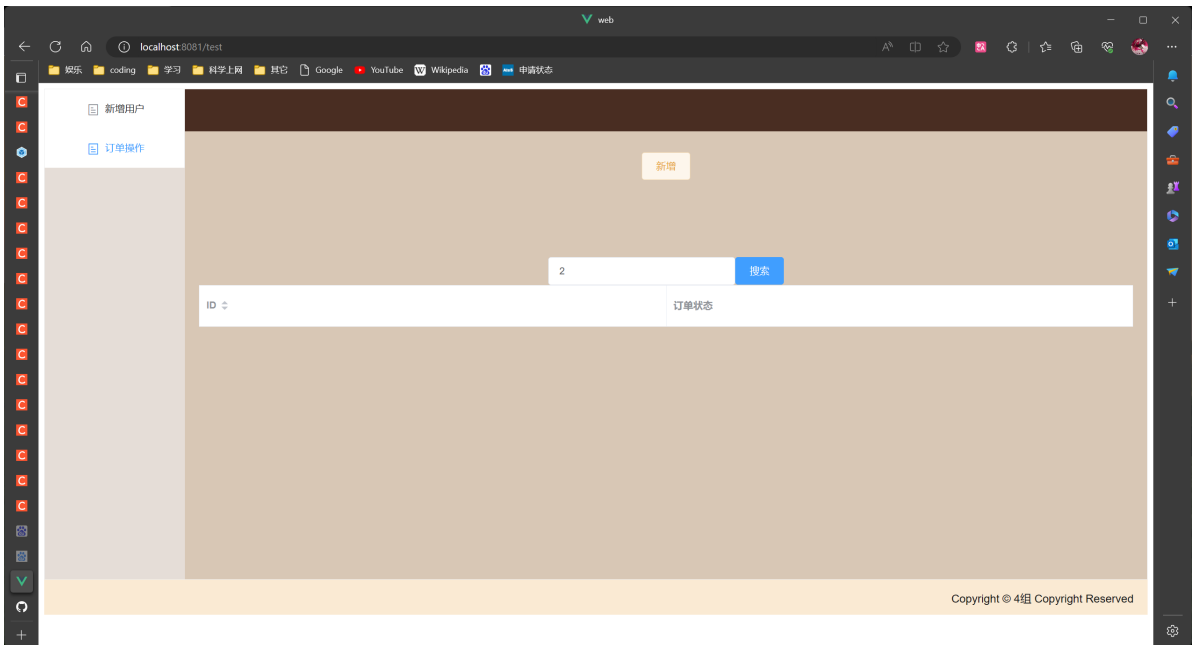 web
localhost:8081/test
娱乐 coding 学习 科学上网 其它 Google YouTube Wikipedia 申请状态
新增用户
订单操作
新增
2 搜索
ID 订单状态
Copyright © 4组 Copyright Reserved